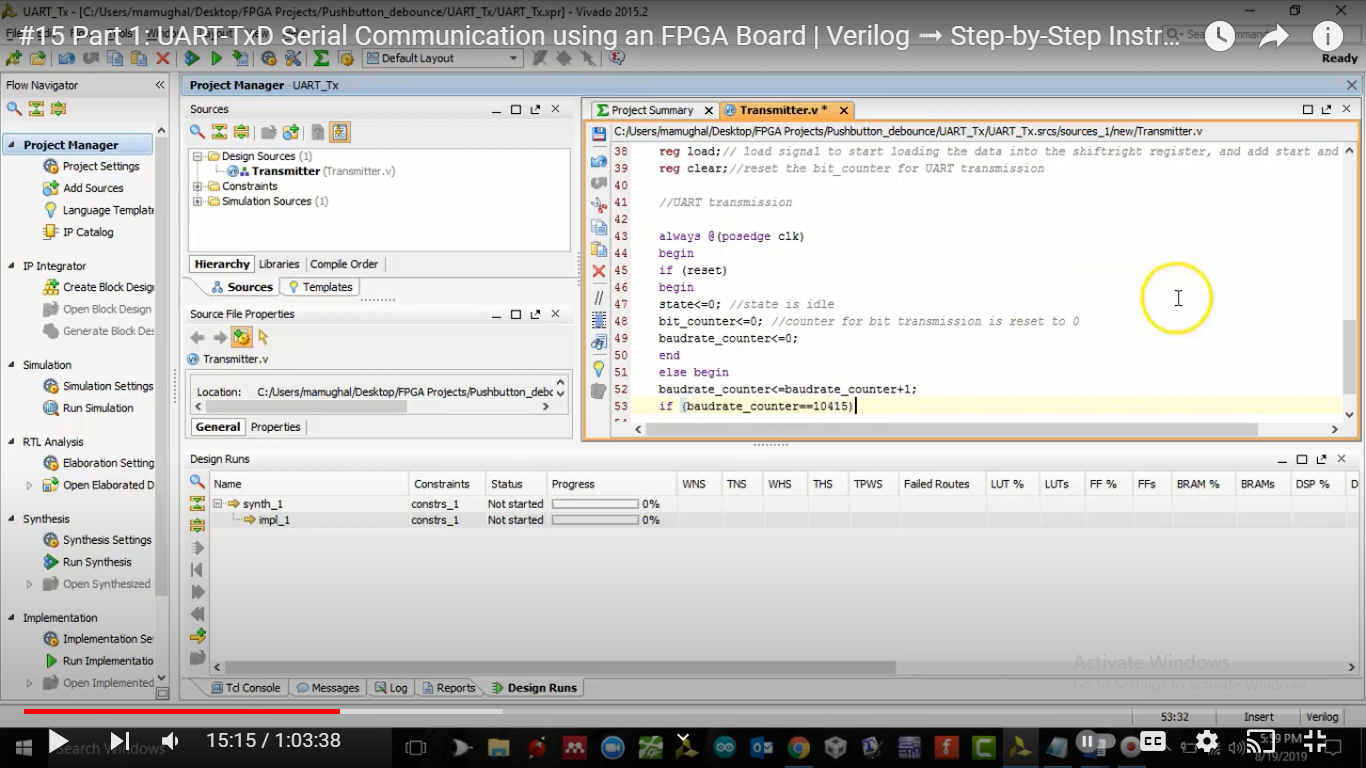 UART_Tx - [C:/Users/mamughal/Desktop/FPGA Projects/Pushbutton_debounce/UART_Tx/UART_Tx.xpr] - Vivado 2015.2
#15 Part 1: UART-TxD Serial Communication using an FPGA Board | Verilog ➞ Step-by-Step Instr...
Default Layout
Ready
Flow Navigator
Project Manager
Project Settings
Add Sources
Language Template
IP Catalog
IP Integrator
Create Block Desig
Open Block Design
Generate Block Des
Simulation
Simulation Settings
Run Simulation
RTL Analysis
Elaboration Setting
Open Elaborated D
Synthesis
Synthesis Settings
Run Synthesis
Open Synthesized
Implementation
Implementation Se
Run Implementatio
Open Implemented
Project Manager - UART_Tx
Sources
Design Sources (1)
Transmitter (Transmitter.v)
Constraints
Simulation Sources (1)
Hierarchy Libraries Compile Order
Sources Templates
Source File Properties
Transmitter.v
Location: C:/Users/mamughal/Desktop/FPGA Projects/Pushbutton_debc
General Properties
Project Summary Transmitter.v *
C:/Users/mamughal/Desktop/FPGA Projects/Pushbutton_debounce/UART_Tx/UART_Tx.srcs/sources_1/new/Transmitter.v
38 reg load;// load signal to start loading the data into the shiftright register, and add start and
39 reg clear;//reset the bit_counter for UART transmission
40
41 //UART transmission
42
43 always @(posedge clk)
44 begin
45 if (reset)
46 begin
47 state<=0; //state is idle
48 bit_counter<=0; //counter for bit transmission is reset to 0
49 baudrate_counter<=0;
50 end
51 else begin
52 baudrate_counter<=baudrate_counter+1;
53 if (baudrate_counter==10415)
Design Runs
Name Constraints Status Progress WNS TNS WHS THS TPWS Failed Routes LUT % LUTs FF % FFs BRAM % BRAMs DSP % D
synth_1 constrs_1 Not started 0%
impl_1 constrs_1 Not started 0%
Activate Windows
Go to Settings to activate Windows.
Tcl Console Messages Log Reports Design Runs
53:32 Insert Verilog
Search Windows
15:15 / 1:03:38
CC
5:59 PM
8/19/2019